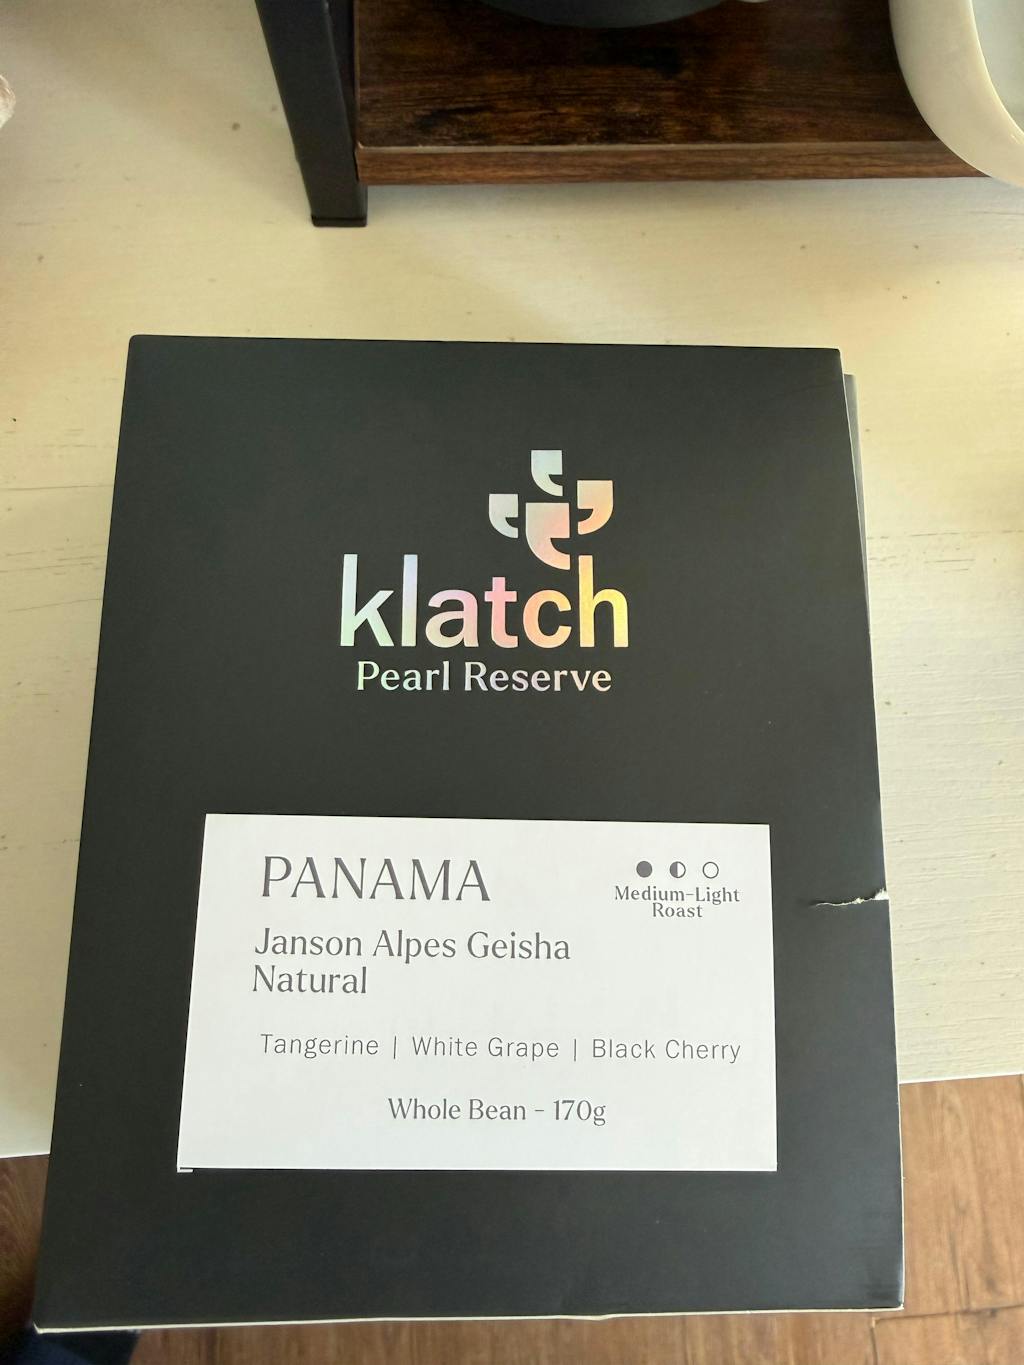 klatch
Pearl Reserve
PANAMA
Medium-Light
Roast
Janson Alpes Geisha
Natural
Tangerine | White Grape | Black Cherry
Whole Bean - 170g